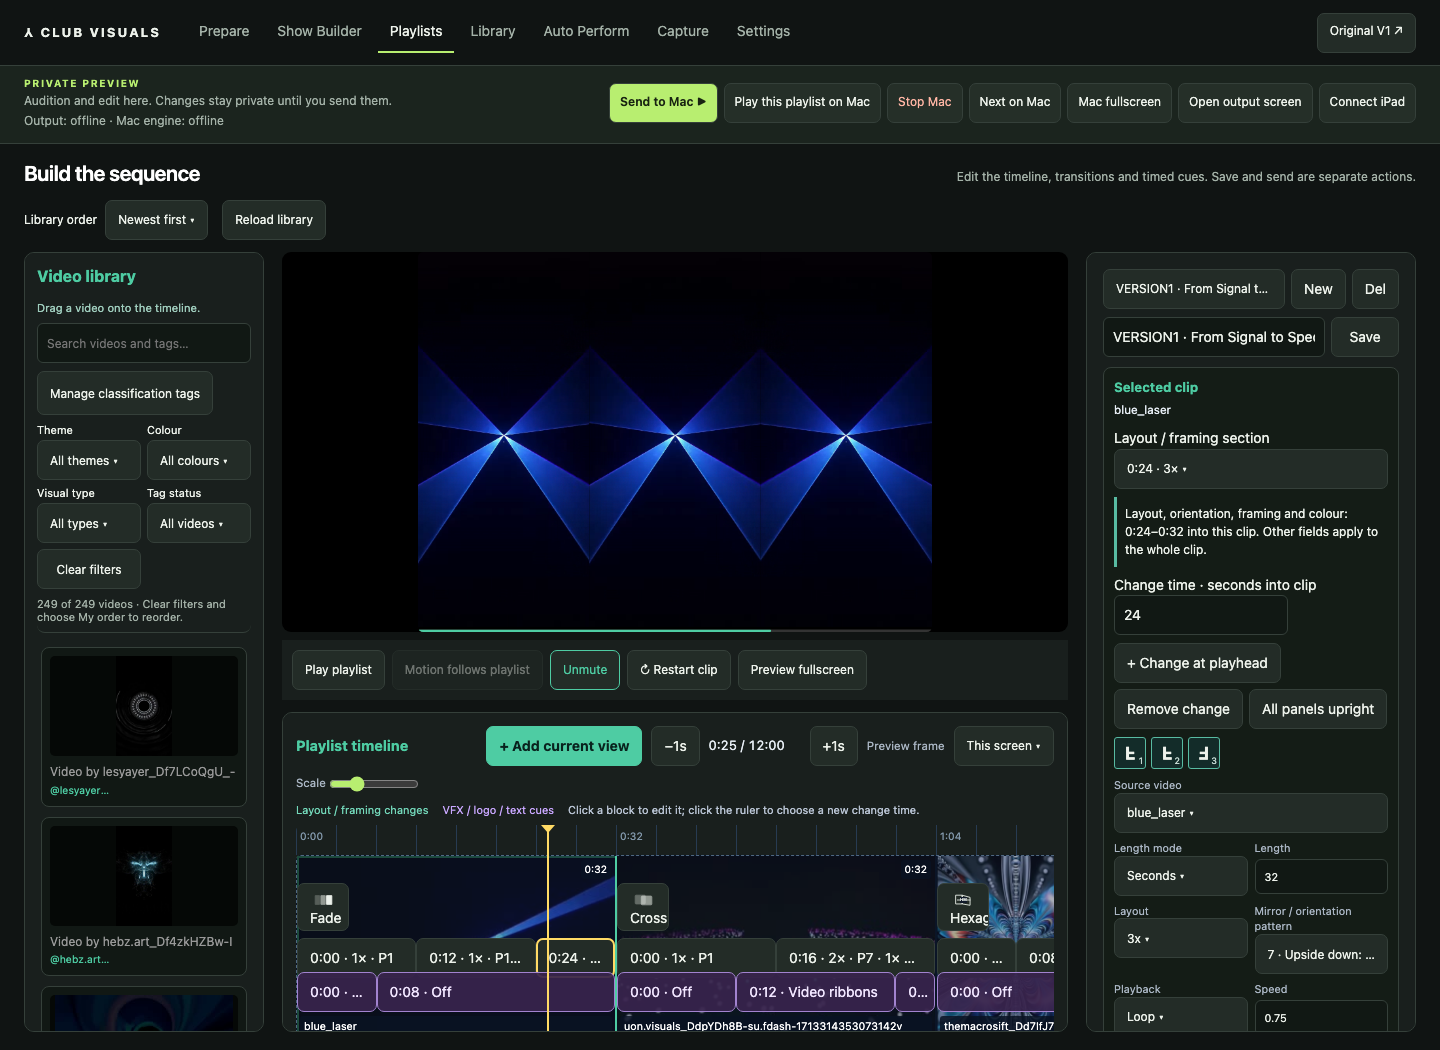 ⅄ CLUB VISUALS
Prepare
Show Builder
Playlists
Library
Auto Perform
Capture
Settings
Original V1 ↗
PRIVATE PREVIEW
Audition and edit here. Changes stay private until you send them.
Output: offline · Mac engine: offline
Send to Mac ▶
Play this playlist on Mac
Stop Mac
Next on Mac
Mac fullscreen
Open output screen
Connect iPad
Build the sequence
Edit the timeline, transitions and timed cues. Save and send are separate actions.
Library order
Newest first ▾
Reload library
Video library
Drag a video onto the timeline.
Search videos and tags...
Manage classification tags
Theme
Colour
All themes ▾
All colours ▾
Visual type
Tag status
All types ▾
All videos ▾
Clear filters
249 of 249 videos · Clear filters and
choose My order to reorder.
Video by lesyayer_Df7LCoQgU_-
@lesyayer...
Video by hebz.art_Df4zkHZBw-I
@hebz.art...
Play playlist
Motion follows playlist
Unmute
↻ Restart clip
Preview fullscreen
Playlist timeline
+ Add current view
−1s
0:25 / 12:00
+1s
Preview frame
This screen ▾
Scale
Layout / framing changes
VFX / logo / text cues
Click a block to edit it; click the ruler to choose a new change time.
0:00
0:32
1:04
0:32
0:32
Fade
Cross
Hexag
0:00 · 1× · P1
0:12 · 1× · P1...
0:24 · ...
0:00 · 1× · P1
0:16 · 2× · P7 · 1× ...
0:00 · ...
0:08
0:00 · ...
0:08 · Off
0:00 · Off
0:12 · Video ribbons
0...
0:00 · Off
blue_laser
uon.visuals_DdpYDh8B-su.fdash-1713314353073142v
themacrosift_Dd7lfJ7
VERSION1 · From Signal t...
New
Del
VERSION1 · From Signal to Spe
Save
Selected clip
blue_laser
Layout / framing section
0:24 · 3× ▾
Layout, orientation, framing and colour:
0:24–0:32 into this clip. Other fields apply to
the whole clip.
Change time · seconds into clip
24
+ Change at playhead
Remove change
All panels upright
1
2
3
Source video
blue_laser ▾
Length mode
Length
Seconds ▾
32
Layout
Mirror / orientation
pattern
3x ▾
7 · Upside down: ...
Playback
Speed
Loop ▾
0.75